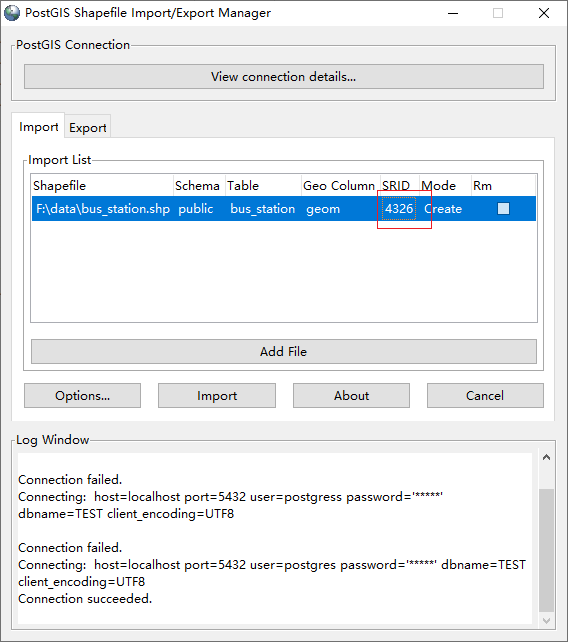 PostGIS Shapefile Import/Export Manager
PostGIS Connection
View connection details...
Import Export
Import List
Shapefile Schema Table Geo Column SRID Mode Rm
F:\data\bus_station.shp public bus_station geom 4326 Create
Add File
Options... Import About Cancel
Log Window
Connection failed.
Connecting: host=localhost port=5432 user=postgress password='*****'
dbname=TEST client_encoding=UTF8
Connection failed.
Connecting: host=localhost port=5432 user=postgres password='*****' dbname=TEST
client_encoding=UTF8
Connection succeeded.